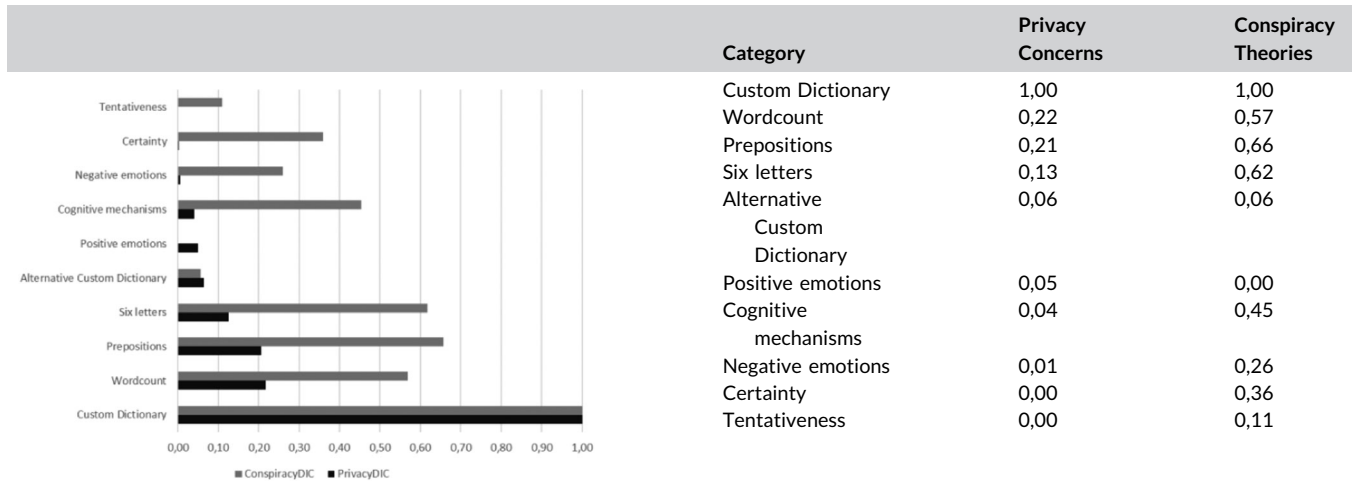 Tentativeness
Certainty
Negative emotions
Cognitive mechanisms
Positive emotions
Alternative Custom Dictionary
Six letters
Prepositions
Wordcount
Custom Dictionary
0,00 0,10 0,20 0,30 0,40 0,50 0,60 0,70 0,80 0,90 1,00
ConspiracyDIC PrivacyDIC
Privacy Conspiracy
Category Concerns Theories
Custom Dictionary 1,00 1,00
Wordcount 0,22 0,57
Prepositions 0,21 0,66
Six letters 0,13 0,62
Alternative 0,06 0,06
Custom
Dictionary
Positive emotions 0,05 0,00
Cognitive 0,04 0,45
mechanisms
Negative emotions 0,01 0,26
Certainty 0,00 0,36
Tentativeness 0,00 0,11